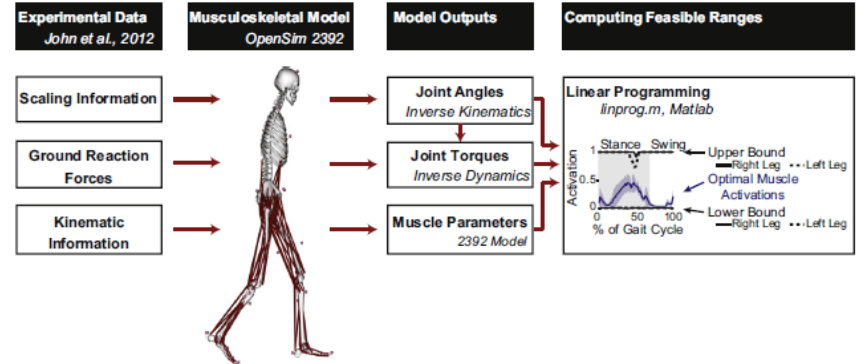 Experimental Data
John et al., 2012
Musculoskeletal Model
OpenSim 2392
Model Outputs
Computing Feasible Ranges
Scaling Information
Ground Reaction
Forces
Kinematic
Information
Joint Angles
Inverse Kinematics
Joint Torques
Inverse Dynamics
Muscle Parameters
2392 Model
Linear Programming
linprog.m, Matlab
Stance Swing
1
0.5
0
Activation
0 50 100
% of Gait Cycle
Upper Bound
Right Leg Left Leg
Optimal Muscle
Activations
Lower Bound
Right Leg Left Leg